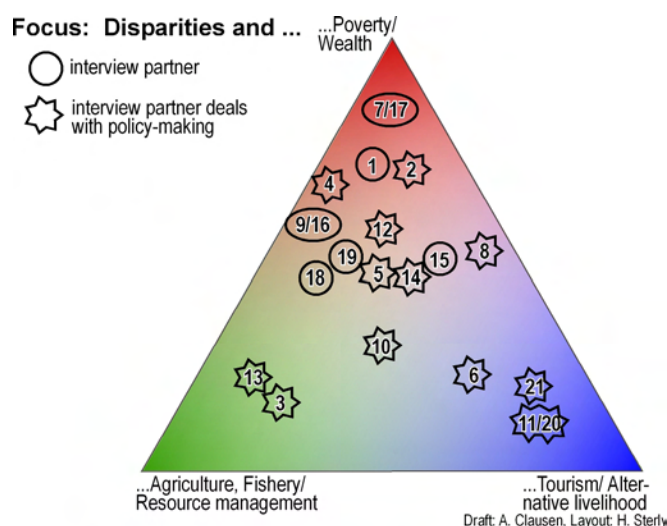 Focus: Disparities and ...
...Poverty/
Wealth
interview partner
interview partner deals
with policy-making
7/17
1
2
4
9/16
12
8
19
15
18
5
14
10
13
6
21
3
11/20
...Agriculture, Fishery/
Resource management
...Tourism/ Alter-
native livelihood
Draft: A. Clausen, Layout: H.